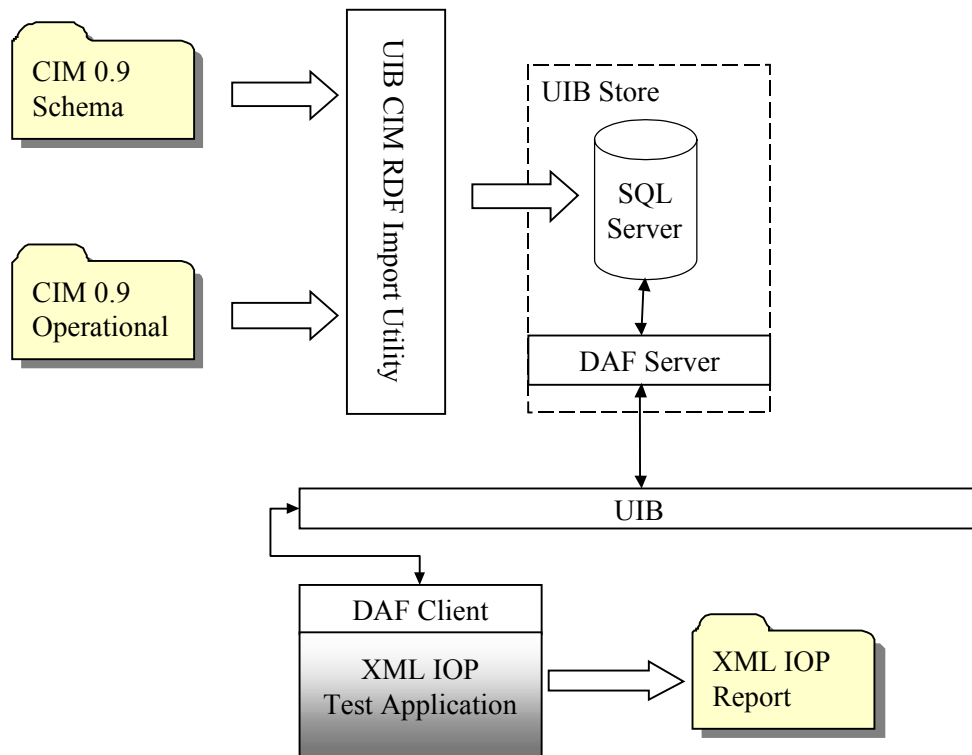 CIM 0.9
Schema
CIM 0.9
Operational
UIB CIM RDF Import Utility
UIB Store
SQL
Server
DAF Server
UIB
DAF Client
XML IOP
Test Application
XML IOP
Report